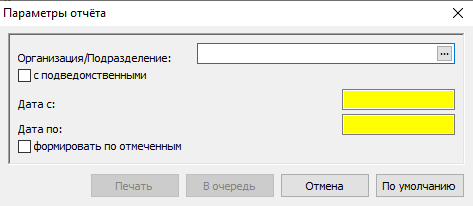 Параметры отчёта
Организация/Подразделение: ...
с подведомственными
Дата с:
Дата по:
формировать по отмеченным
Печать В очередь Отмена По умолчанию